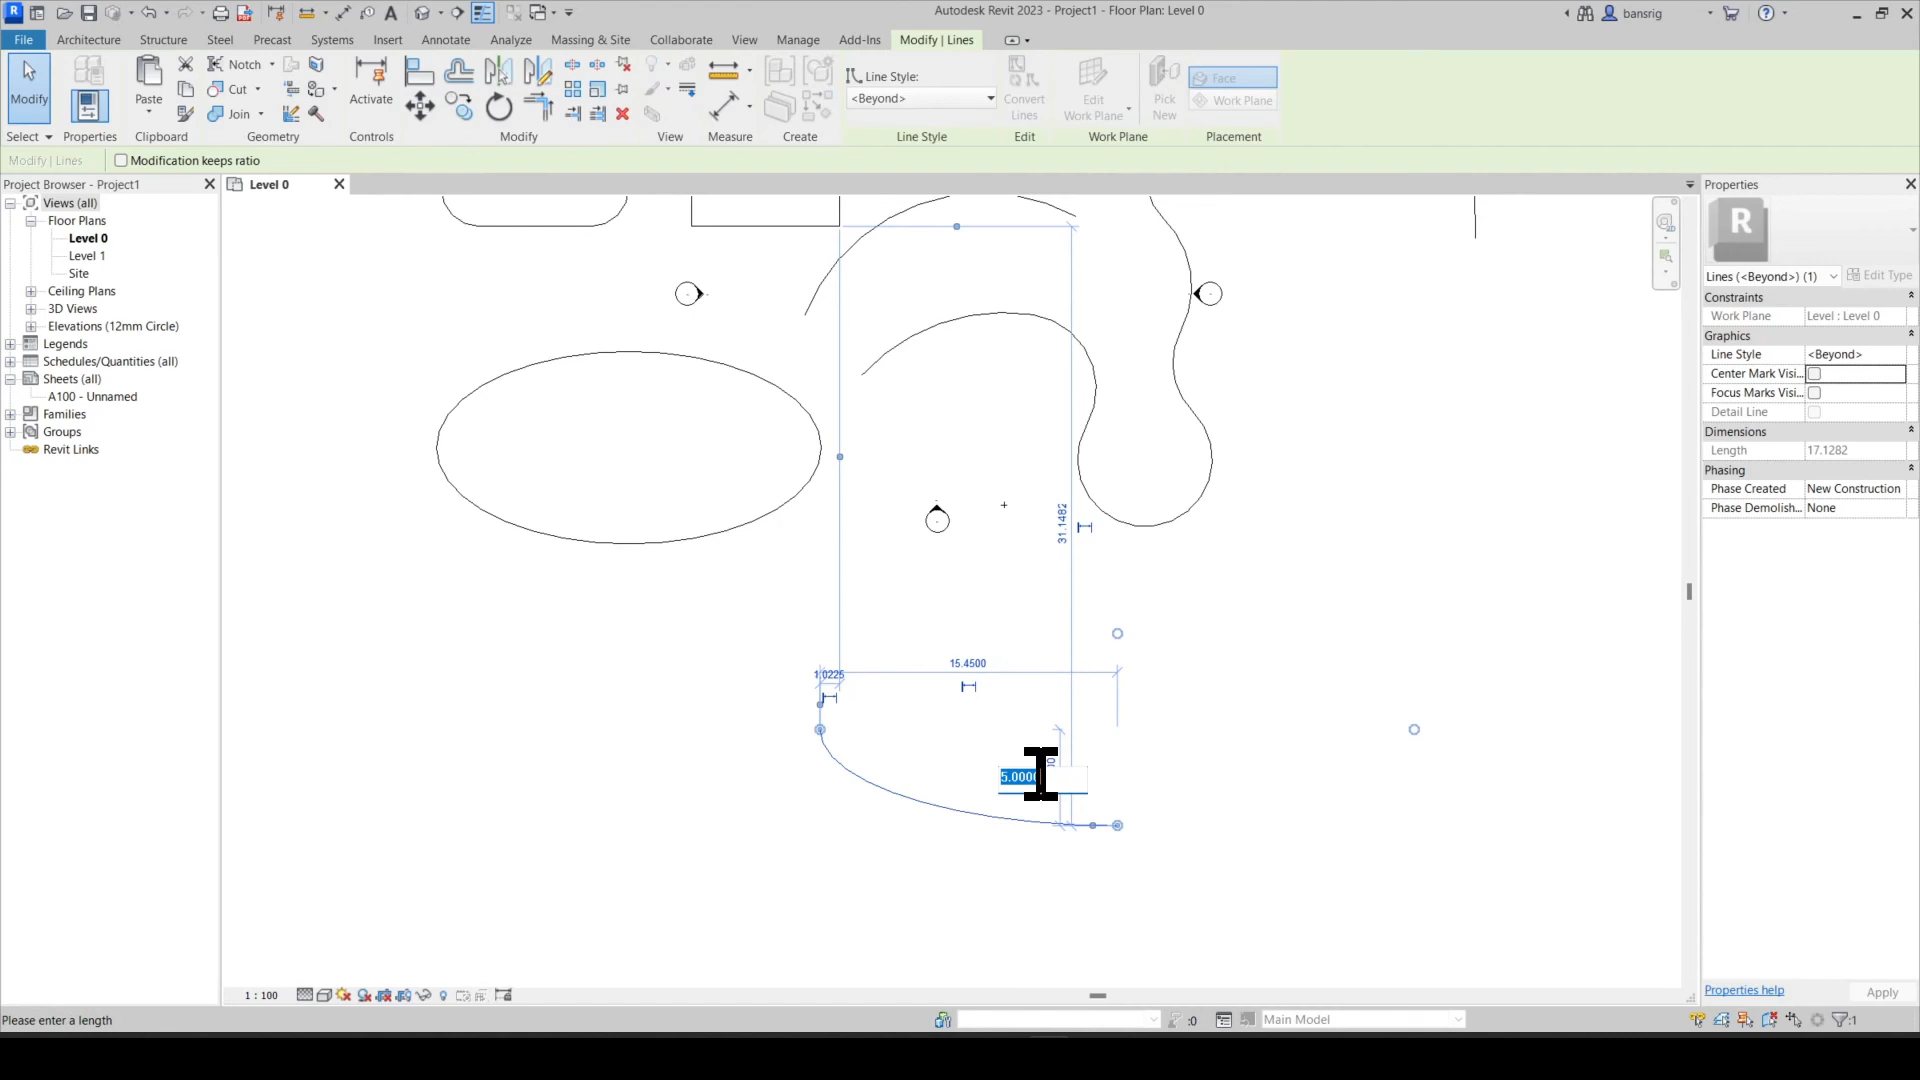 Autodesk Revit 2023 - Project1 - Floor Plan: Level 0
bansrig
File Architecture Structure Steel Precast Systems Insert Annotate Analyze Massing & Site Collaborate View Manage Add-Ins Modify | Lines
Modify
Select
Properties
Paste
Clipboard
Notch
Cut
Join
Geometry
Activate
Controls
Modify
View
Measure
Create
Line Style:
<Beyond>
Line Style
Convert
Lines
Edit
Edit
Work Plane
Work Plane
Pick
New
Face
Work Plane
Placement
Modify | Lines
Modification keeps ratio
Project Browser - Project1
Views (all)
Floor Plans
Level 0
Level 1
Site
Ceiling Plans
3D Views
Elevations (12mm Circle)
Legends
Schedules/Quantities (all)
Sheets (all)
A100 - Unnamed
Families
Groups
Revit Links
Level 0
31.1482
15.4500
1.0225
5.0000
1 : 100
Properties
R
Lines (<Beyond>) (1)
Edit Type
Constraints
Work Plane Level : Level 0
Graphics
Line Style <Beyond>
Center Mark Visi...
Focus Marks Visi...
Detail Line
Dimensions
Length 17.1282
Phasing
Phase Created New Construction
Phase Demolish... None
Properties help
Apply
Please enter a length
:0
Main Model
:1